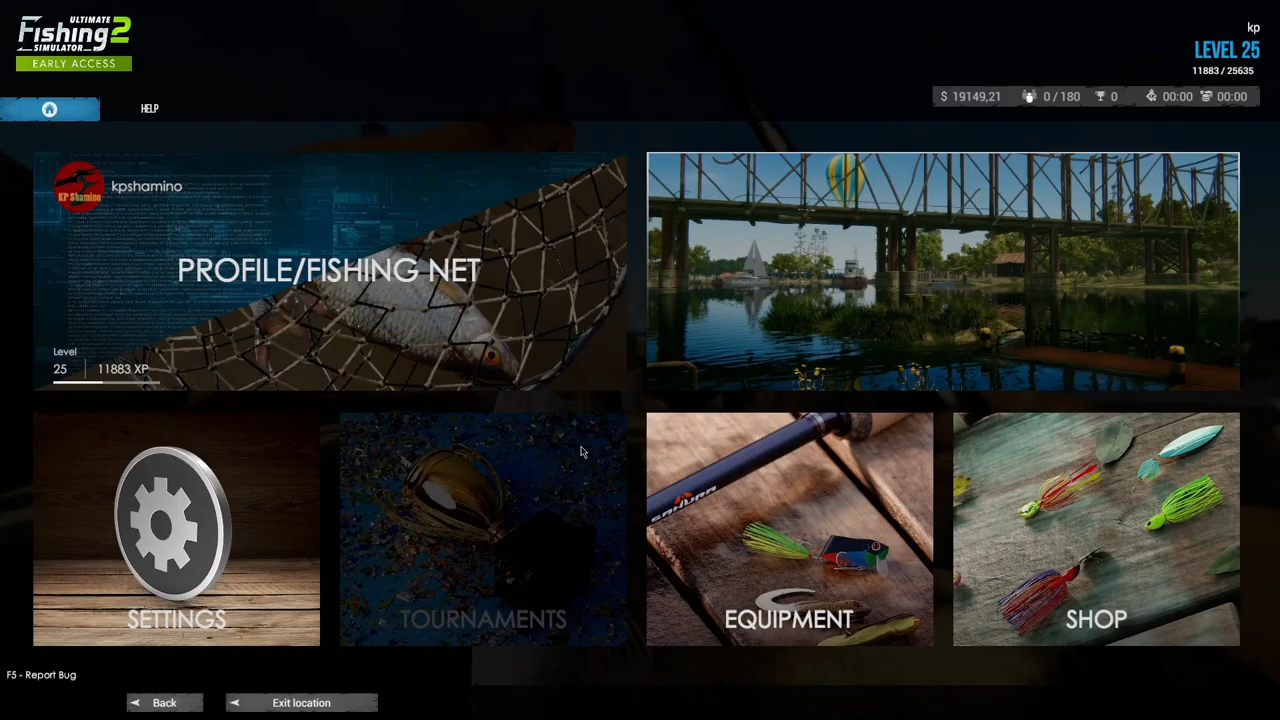 ULTIMATE
Fishing 2
SIMULATOR
EARLY ACCESS
kp
LEVEL 25
11883 / 25635
HELP
$ 19149,21 0 / 180 0 00:00 00:00
KP Shamino
kpshamino
PROFILE/FISHING NET
Level
25 11883 XP
SAKURA
SETTINGS
TOURNAMENTS
EQUIPMENT
SHOP
F5 - Report Bug
Back
Exit location